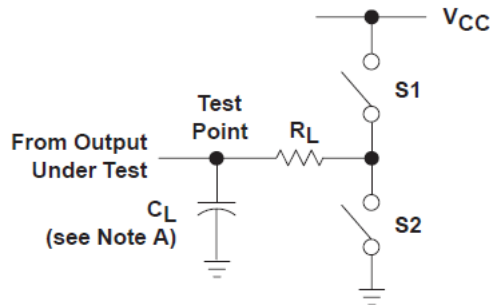 VCC
S1
Test
Point
RL
From Output
Under Test
CL
(see Note A)
S2